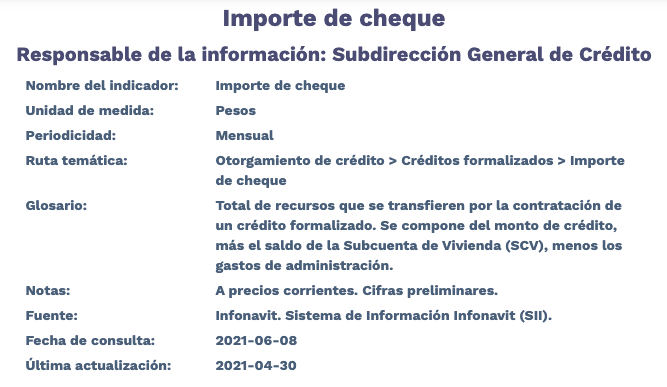 Importe de cheque
Responsable de la información: Subdirección General de Crédito
Nombre del indicador: Importe de cheque
Unidad de medida: Pesos
Periodicidad: Mensual
Ruta temática: Otorgamiento de crédito > Créditos formalizados > Importe
de cheque
Glosario: Total de recursos que se transfieren por la contratación de
un crédito formalizado. Se compone del monto de crédito,
más el saldo de la Subcuenta de Vivienda (SCV), menos los
gastos de administración.
Notas: A precios corrientes. Cifras preliminares.
Fuente: Infonavit. Sistema de Información Infonavit (SII).
Fecha de consulta: 2021-06-08
Última actualización: 2021-04-30